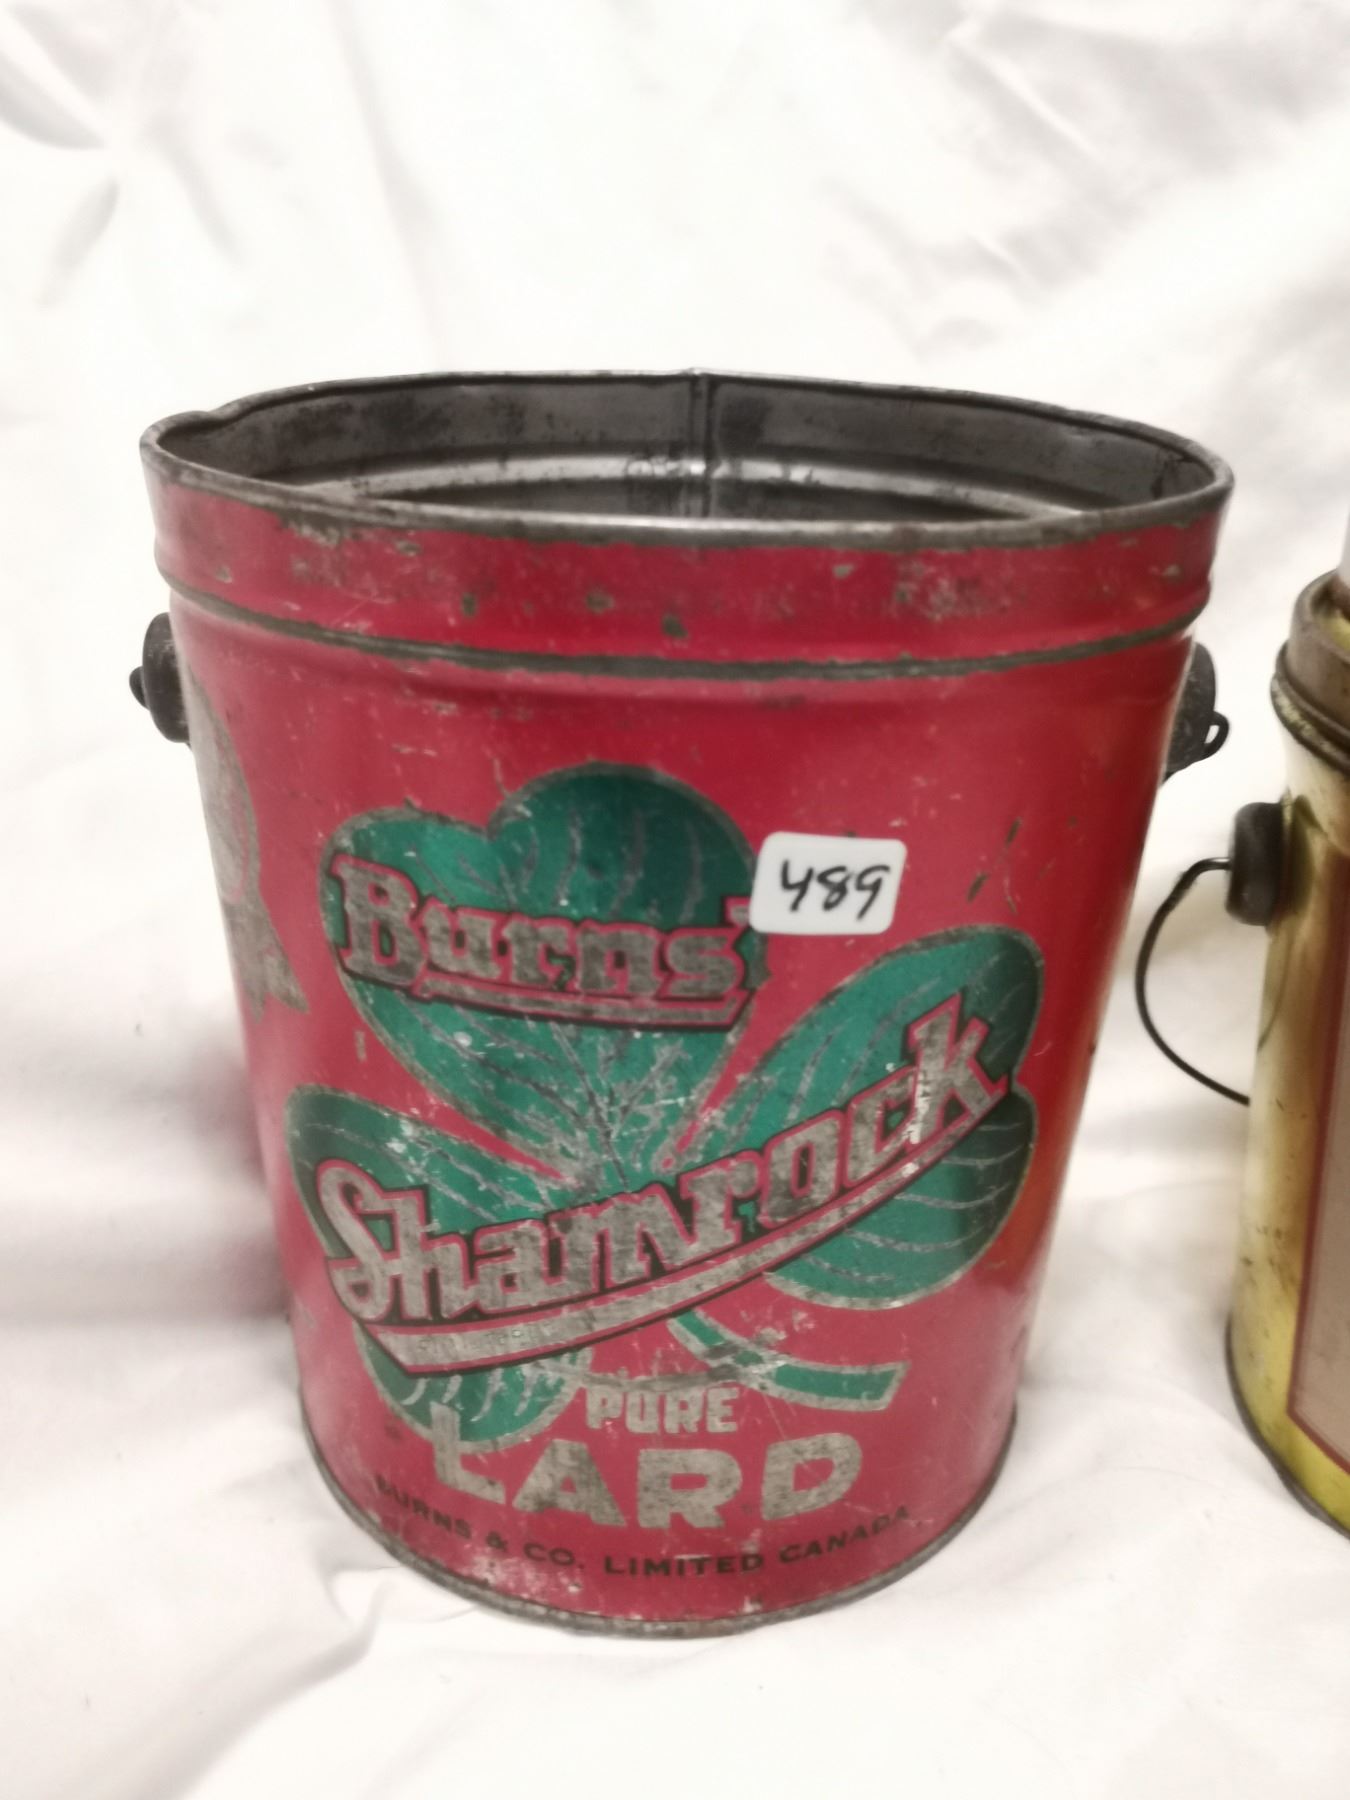 489
Burns'
Shamrock
PURE
LARD
BURNS & CO. LIMITED CANADA